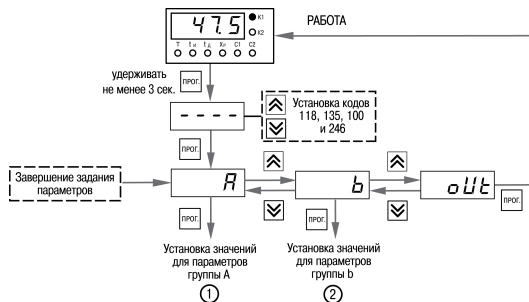 47.5
K1
K2
T tи tд Xp C1 C2
РАБОТА
удерживать
не менее 3 сек.
ПРОГ.
- - - -
Установка кодов
118, 135, 100
и 246
ПРОГ.
Завершение задания
параметров
A
b
oUt
ПРОГ.
ПРОГ.
ПРОГ.
Установка значений
для параметров
группы А
1
Установка значений
для параметров
группы b
2